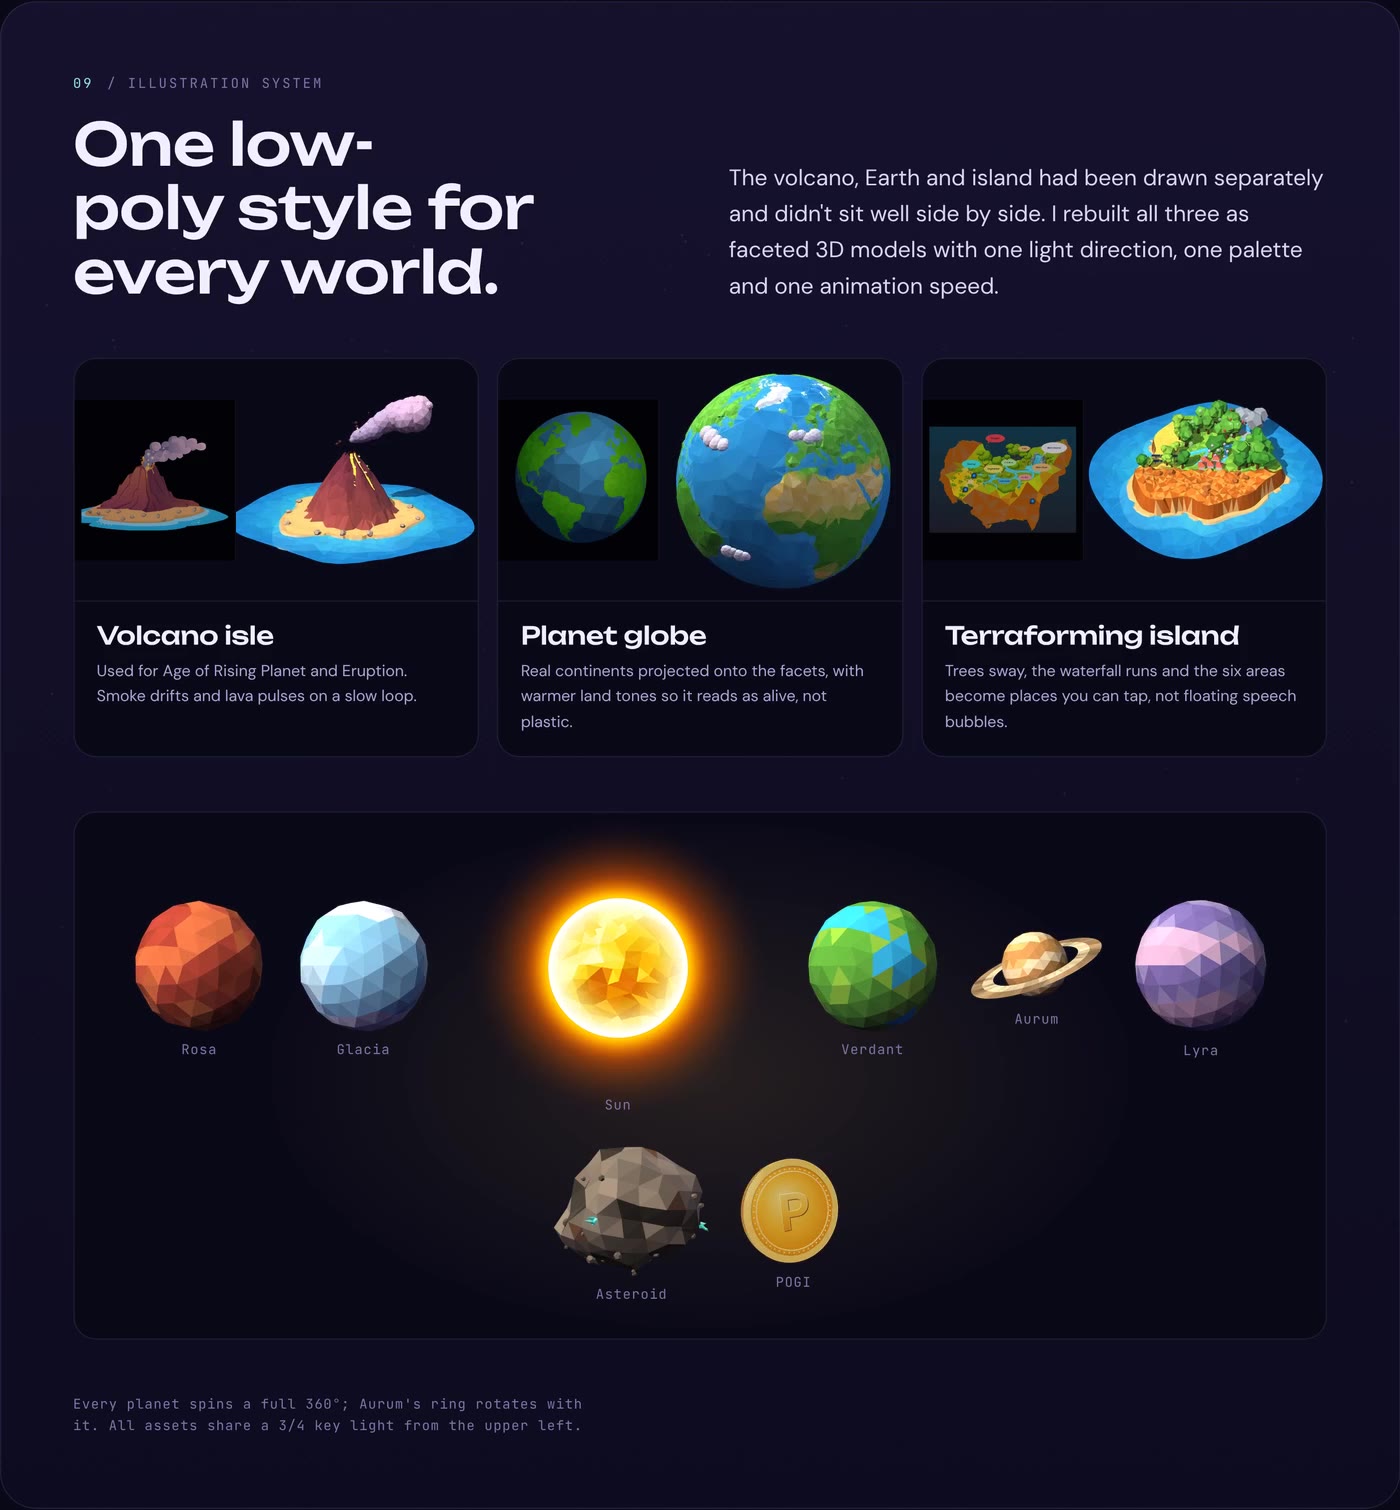 09 / ILLUSTRATION SYSTEM
One low-
poly style for
every world.
The volcano, Earth and island had been drawn separately
and didn't sit well side by side. I rebuilt all three as
faceted 3D models with one light direction, one palette
and one animation speed.
Volcano isle
Used for Age of Rising Planet and Eruption.
Smoke drifts and lava pulses on a slow loop.
Planet globe
Real continents projected onto the facets, with
warmer land tones so it reads as alive, not
plastic.
Terraforming island
Trees sway, the waterfall runs and the six areas
become places you can tap, not floating speech
bubbles.
Rosa
Glacia
Sun
Verdant
Aurum
Lyra
Asteroid
P
POGI
Every planet spins a full 360°; Aurum's ring rotates with
it. All assets share a 3/4 key light from the upper left.